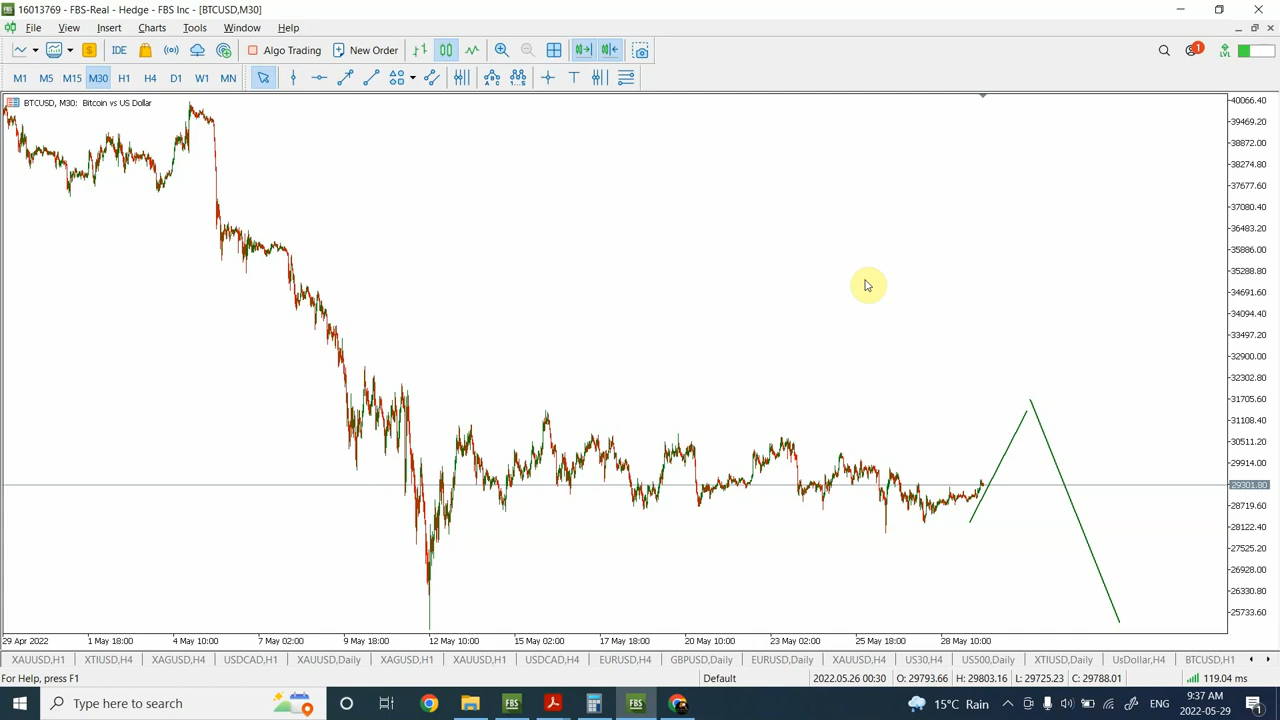 16013769 - FBS-Real - Hedge - FBS Inc - [BTCUSD,M30]
File View Insert Charts Tools Window Help
IDE Algo Trading New Order 1 LVL
M1 M5 M15 M30 H1 H4 D1 W1 MN
BTCUSD, M30: Bitcoin vs US Dollar
40066.40
39469.20
38872.00
38274.80
37677.60
37080.40
36483.20
35886.00
35288.80
34691.60
34094.40
33497.20
32900.00
32302.80
31705.60
31108.40
30511.20
29914.00
29301.80
28719.60
28122.40
27525.20
26928.00
26330.80
25733.60
29 Apr 2022 1 May 18:00 4 May 10:00 7 May 02:00 9 May 18:00 12 May 10:00 15 May 02:00 17 May 18:00 20 May 10:00 23 May 02:00 25 May 18:00 28 May 10:00
XAUUSD,H1 XTIUSD,H4 XAGUSD,H4 USDCAD,H1 XAUUSD,Daily XAGUSD,H1 XAUUSD,H1 USDCAD,H4 EURUSD,H4 GBPUSD,Daily EURUSD,Daily XAUUSD,H4 US30,H4 US500,Daily XTIUSD,Daily UsDollar,H4 BTCUSD,H1
For Help, press F1 Default 2022.05.26 00:30 O: 29793.66 H: 29803.16 L: 29725.23 C: 29788.01 119.04 ms
Type here to search FBS FBS 15°C Rain ENG 9:37 AM
2022-05-29 1